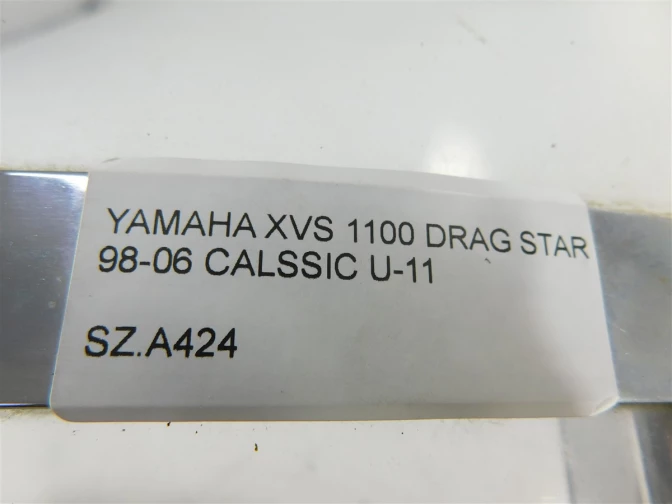 YAMAHA XVS 1100 DRAG STAR
98-06 CALSSIC U-11
SZ.A424